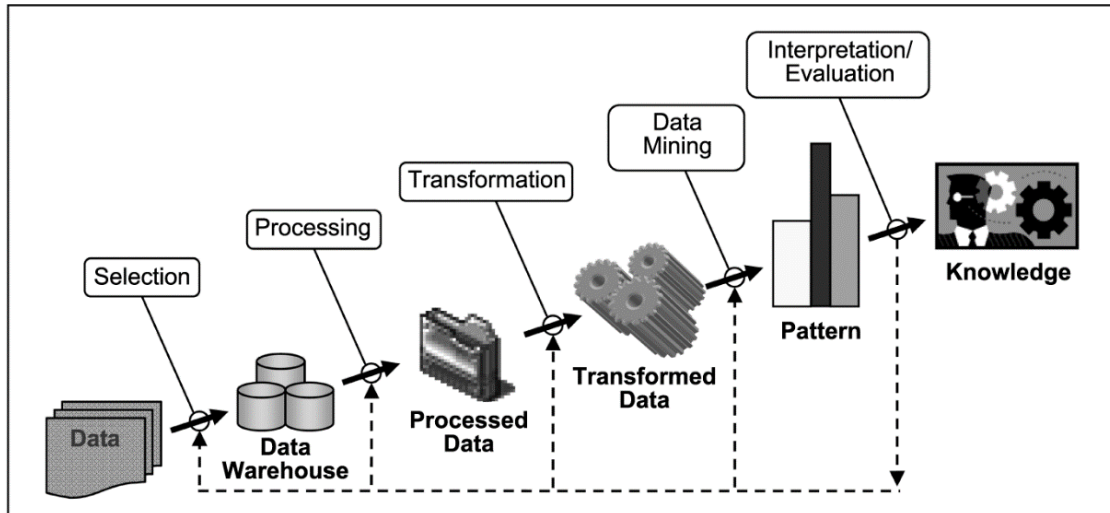 Interpretation/
Evaluation
Data
Mining
Transformation
Processing
Selection
Knowledge
Pattern
Transformed
Data
Processed
Data
Data
Warehouse
Data